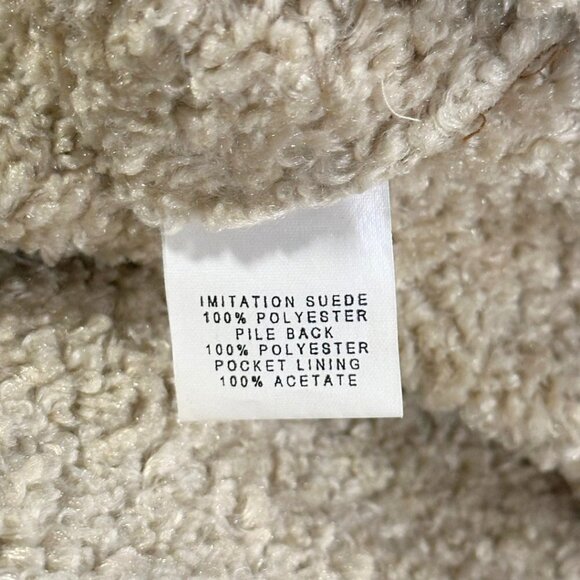 IMITATION SUEDE
100% POLYESTER
PILE BACK
100% POLYESTER
POCKET LINING
100% ACETATE